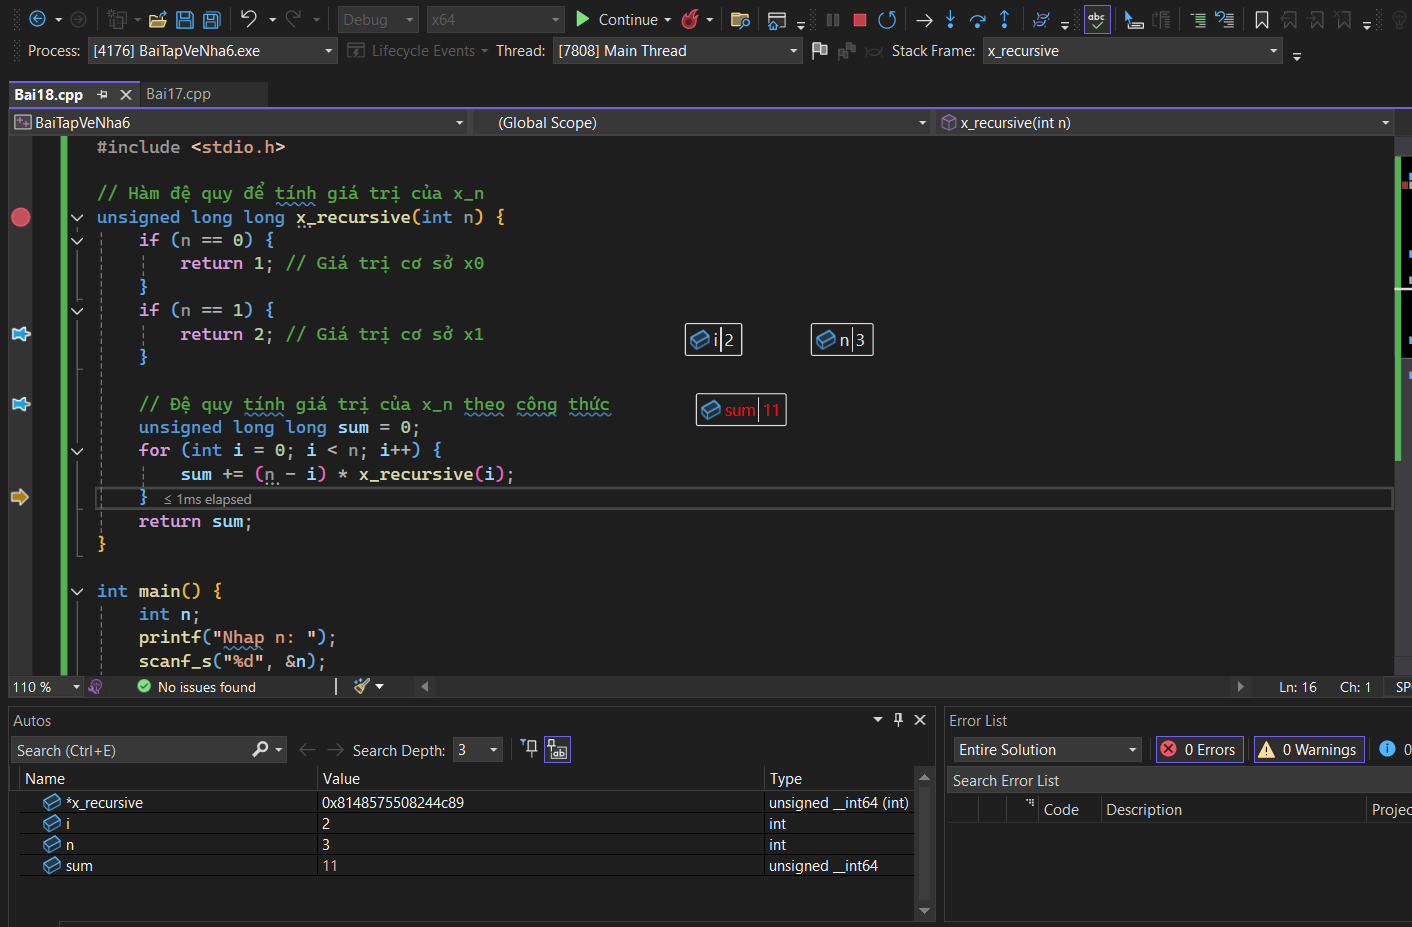 Debug x64 Continue
Process: [4176] BaiTapVeNha6.exe Lifecycle Events Thread: [7808] Main Thread Stack Frame: x_recursive
Bai18.cpp Bai17.cpp
BaiTapVeNha6 (Global Scope) x_recursive(int n)
#include <stdio.h>
// Hàm đệ quy để tính giá trị của x_n
unsigned long long x_recursive(int n) {
if (n == 0) {
return 1; // Giá trị cơ sở x0
}
if (n == 1) {
return 2; // Giá trị cơ sở x1
i 2 n 3
}
// Đệ quy tính giá trị của x_n theo công thức
sum 11
unsigned long long sum = 0;
for (int i = 0; i < n; i++) {
sum += (n - i) * x_recursive(i);
} ≤ 1ms elapsed
return sum;
}
int main() {
int n;
printf("Nhap n: ");
scanf_s("%d", &n);
110 % No issues found Ln: 16 Ch: 1 SP
Autos
Search (Ctrl+E) Search Depth: 3
Name Value Type
*x_recursive 0x8148575508244c89 unsigned __int64 (int)
i 2 int
n 3 int
sum 11 unsigned __int64
Error List
Entire Solution 0 Errors 0 Warnings 0
Search Error List
Code Description Projec